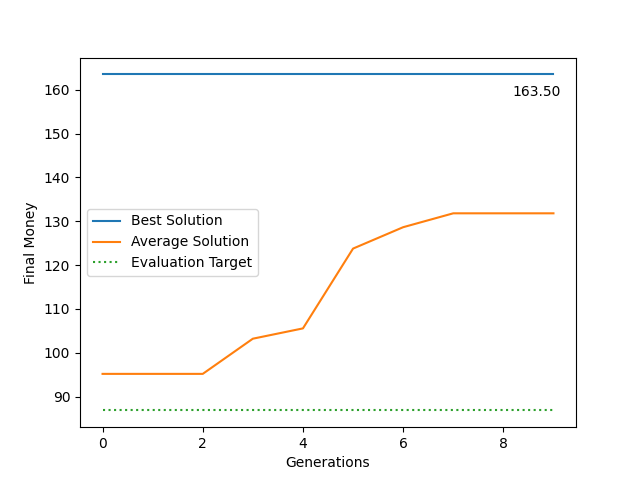 160
150
140
130
120
110
100
90
Final Money
163.50
Best Solution
Average Solution
Evaluation Target
0 2 4 6 8
Generations